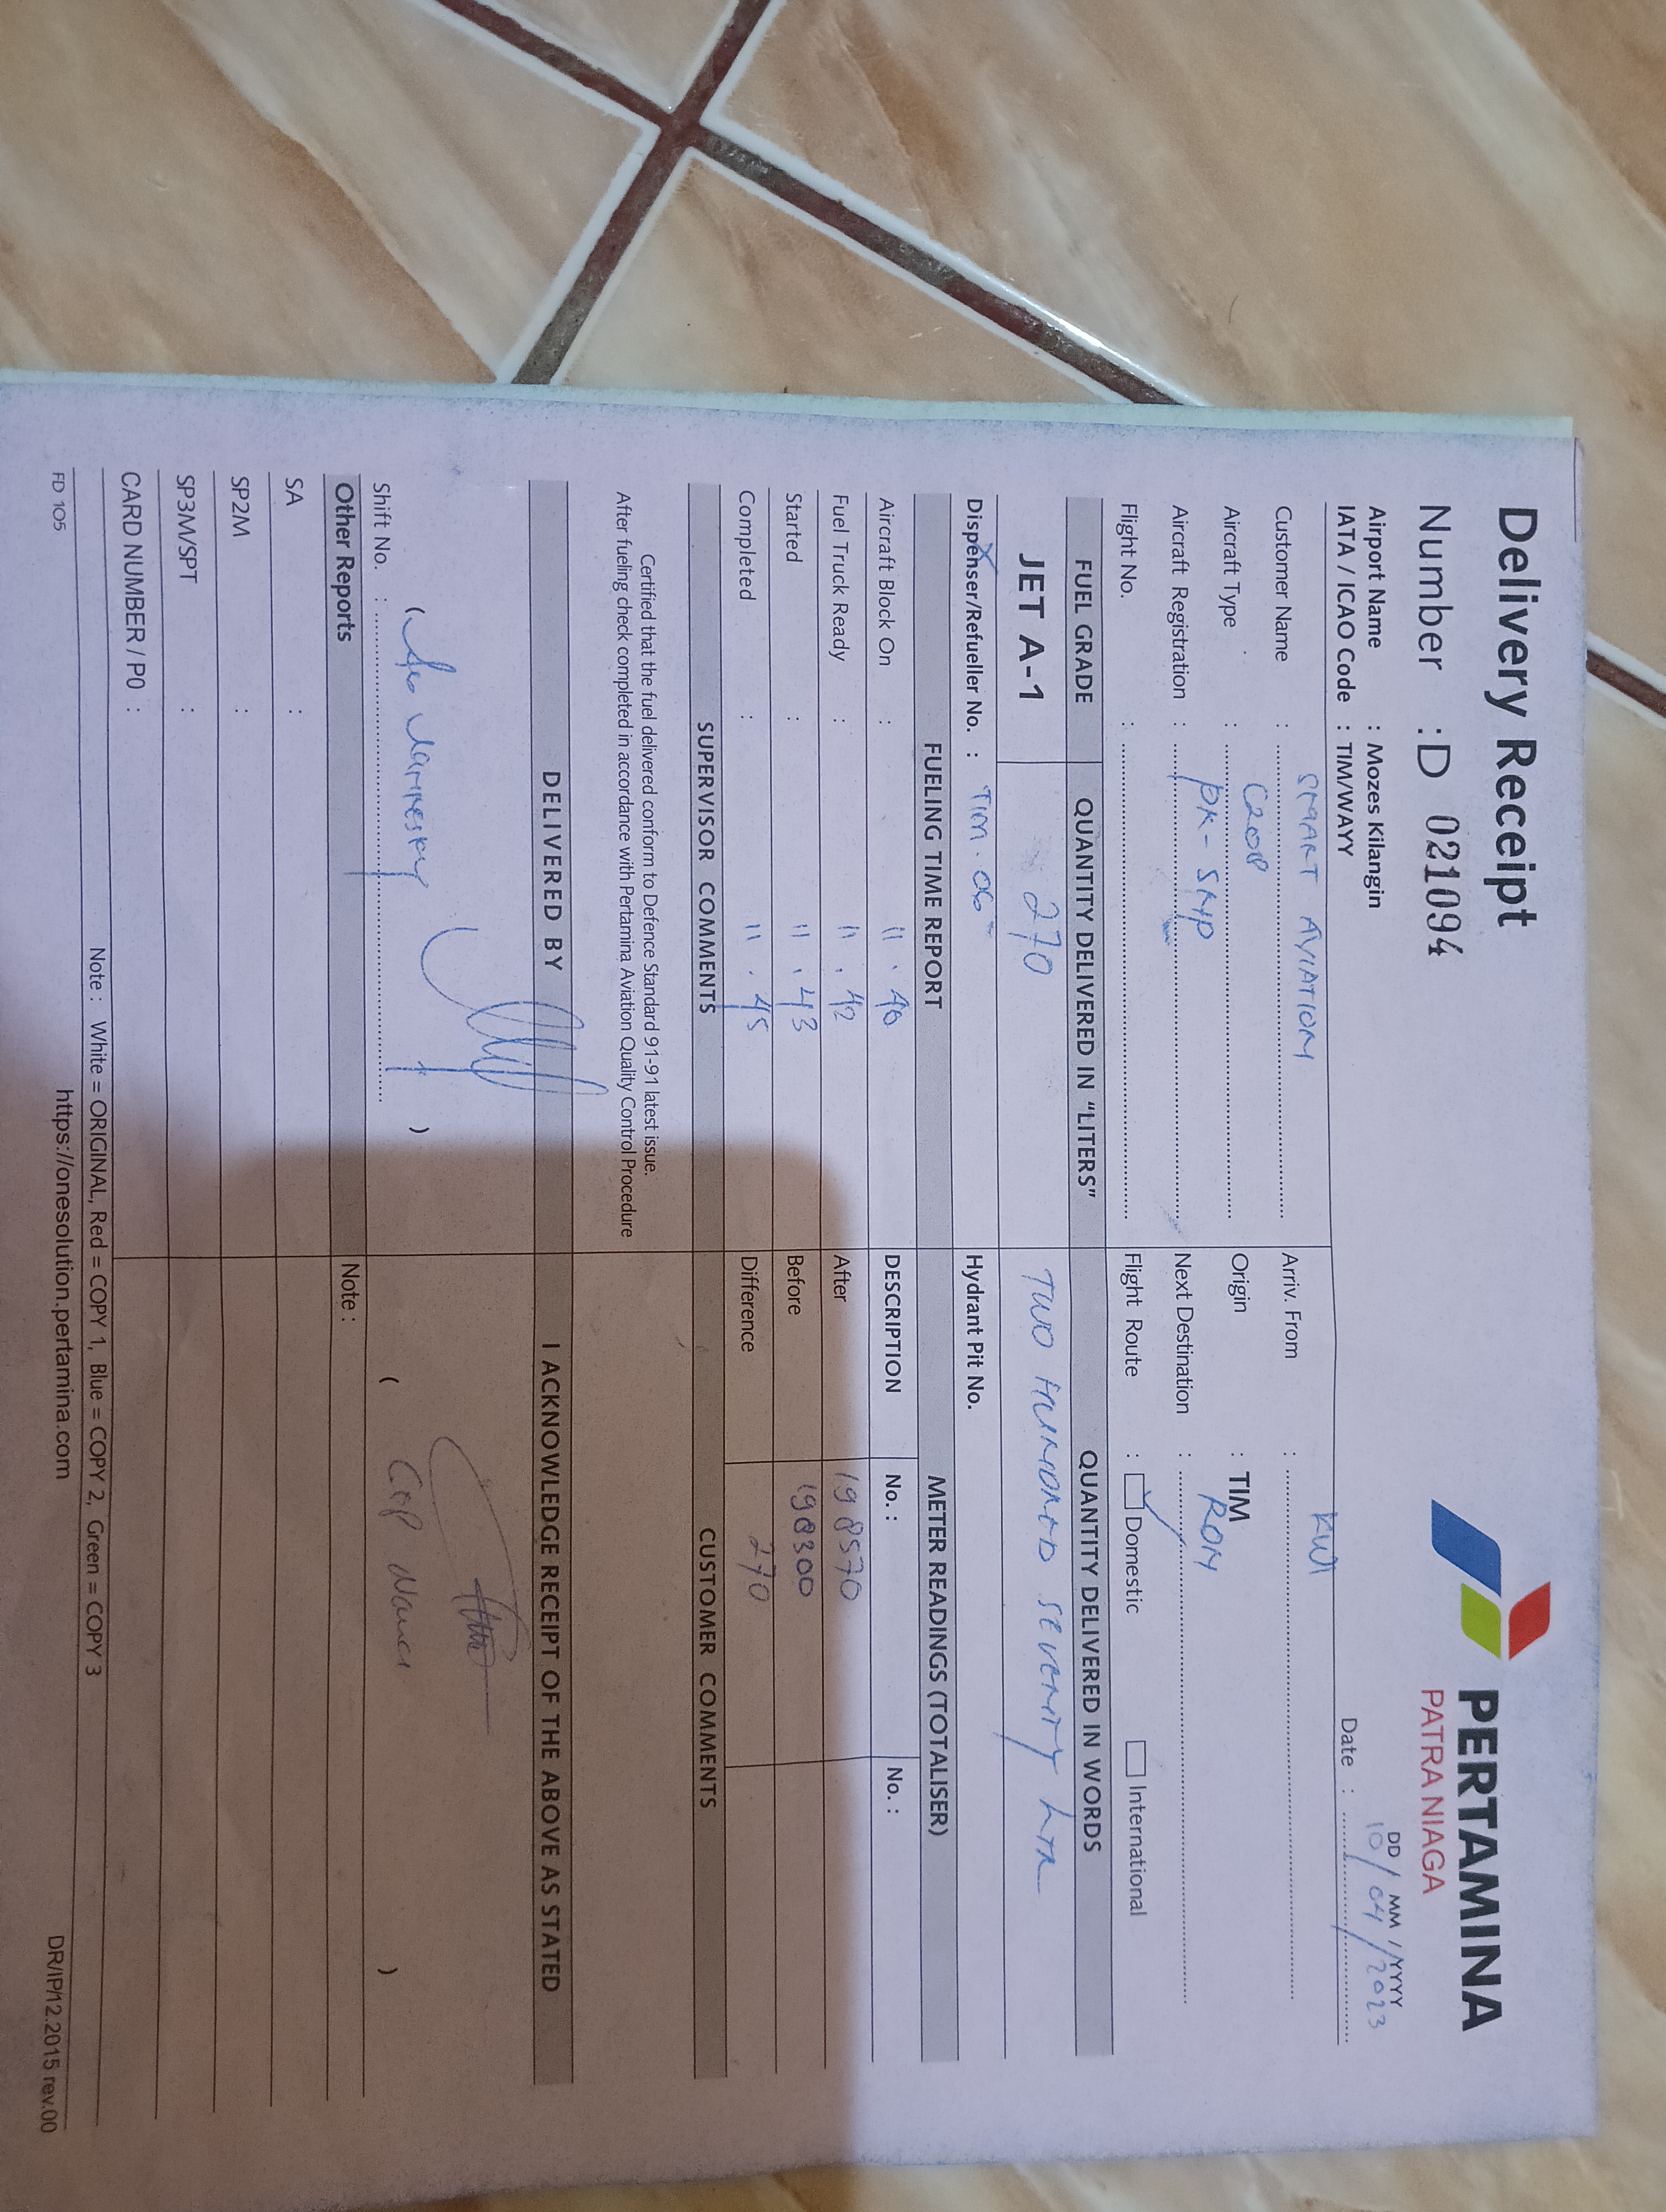 Delivery Receipt
PERTAMINA
PATRA NIAGA
Number : D 021094
DD / MM / YYYY
Airport Name : Mozes Kilangin
IATA / ICAO Code : TIM/WAYY
Date : 10 / 04 / 2023
Customer Name : SMART AVIATION
Arriv. From :
Aircraft Type : C208
Origin : TIM
Aircraft Registration : PK-
Next Destination :
Flight No. :
Flight Route : Domestic International
FUEL GRADE QUANTITY DELIVERED IN "LITERS" QUANTITY DELIVERED IN WORDS
JET A-1 270 TWO HUNDRED SEVENTY LTR
Dispenser/Refueller No. : TIM . 06
Hydrant Pit No.
FUELING TIME REPORT METER READINGS (TOTALISER)
Aircraft Block On : 11 . 40
DESCRIPTION No. : No. :
Fuel Truck Ready : 11 . 42
After 198570
Started : 11 . 43
Before 198300
Completed : 11 . 45
Difference 270
SUPERVISOR COMMENTS CUSTOMER COMMENTS
Certified that the fuel delivered conform to Defence Standard 91-91 latest issue.
After fueling check completed in accordance with Pertamina Aviation Quality Control Procedure
DELIVERED BY I ACKNOWLEDGE RECEIPT OF THE ABOVE AS STATED
Shift No. :
Other Reports Note :
SA :
SP2M :
SP3M/SPT :
CARD NUMBER / PO :
Note : White = ORIGINAL, Red = COPY 1, Blue = COPY 2, Green = COPY 3
FD 105 https://onesolution.pertamina.com DR/IP/12.2015 rev.00